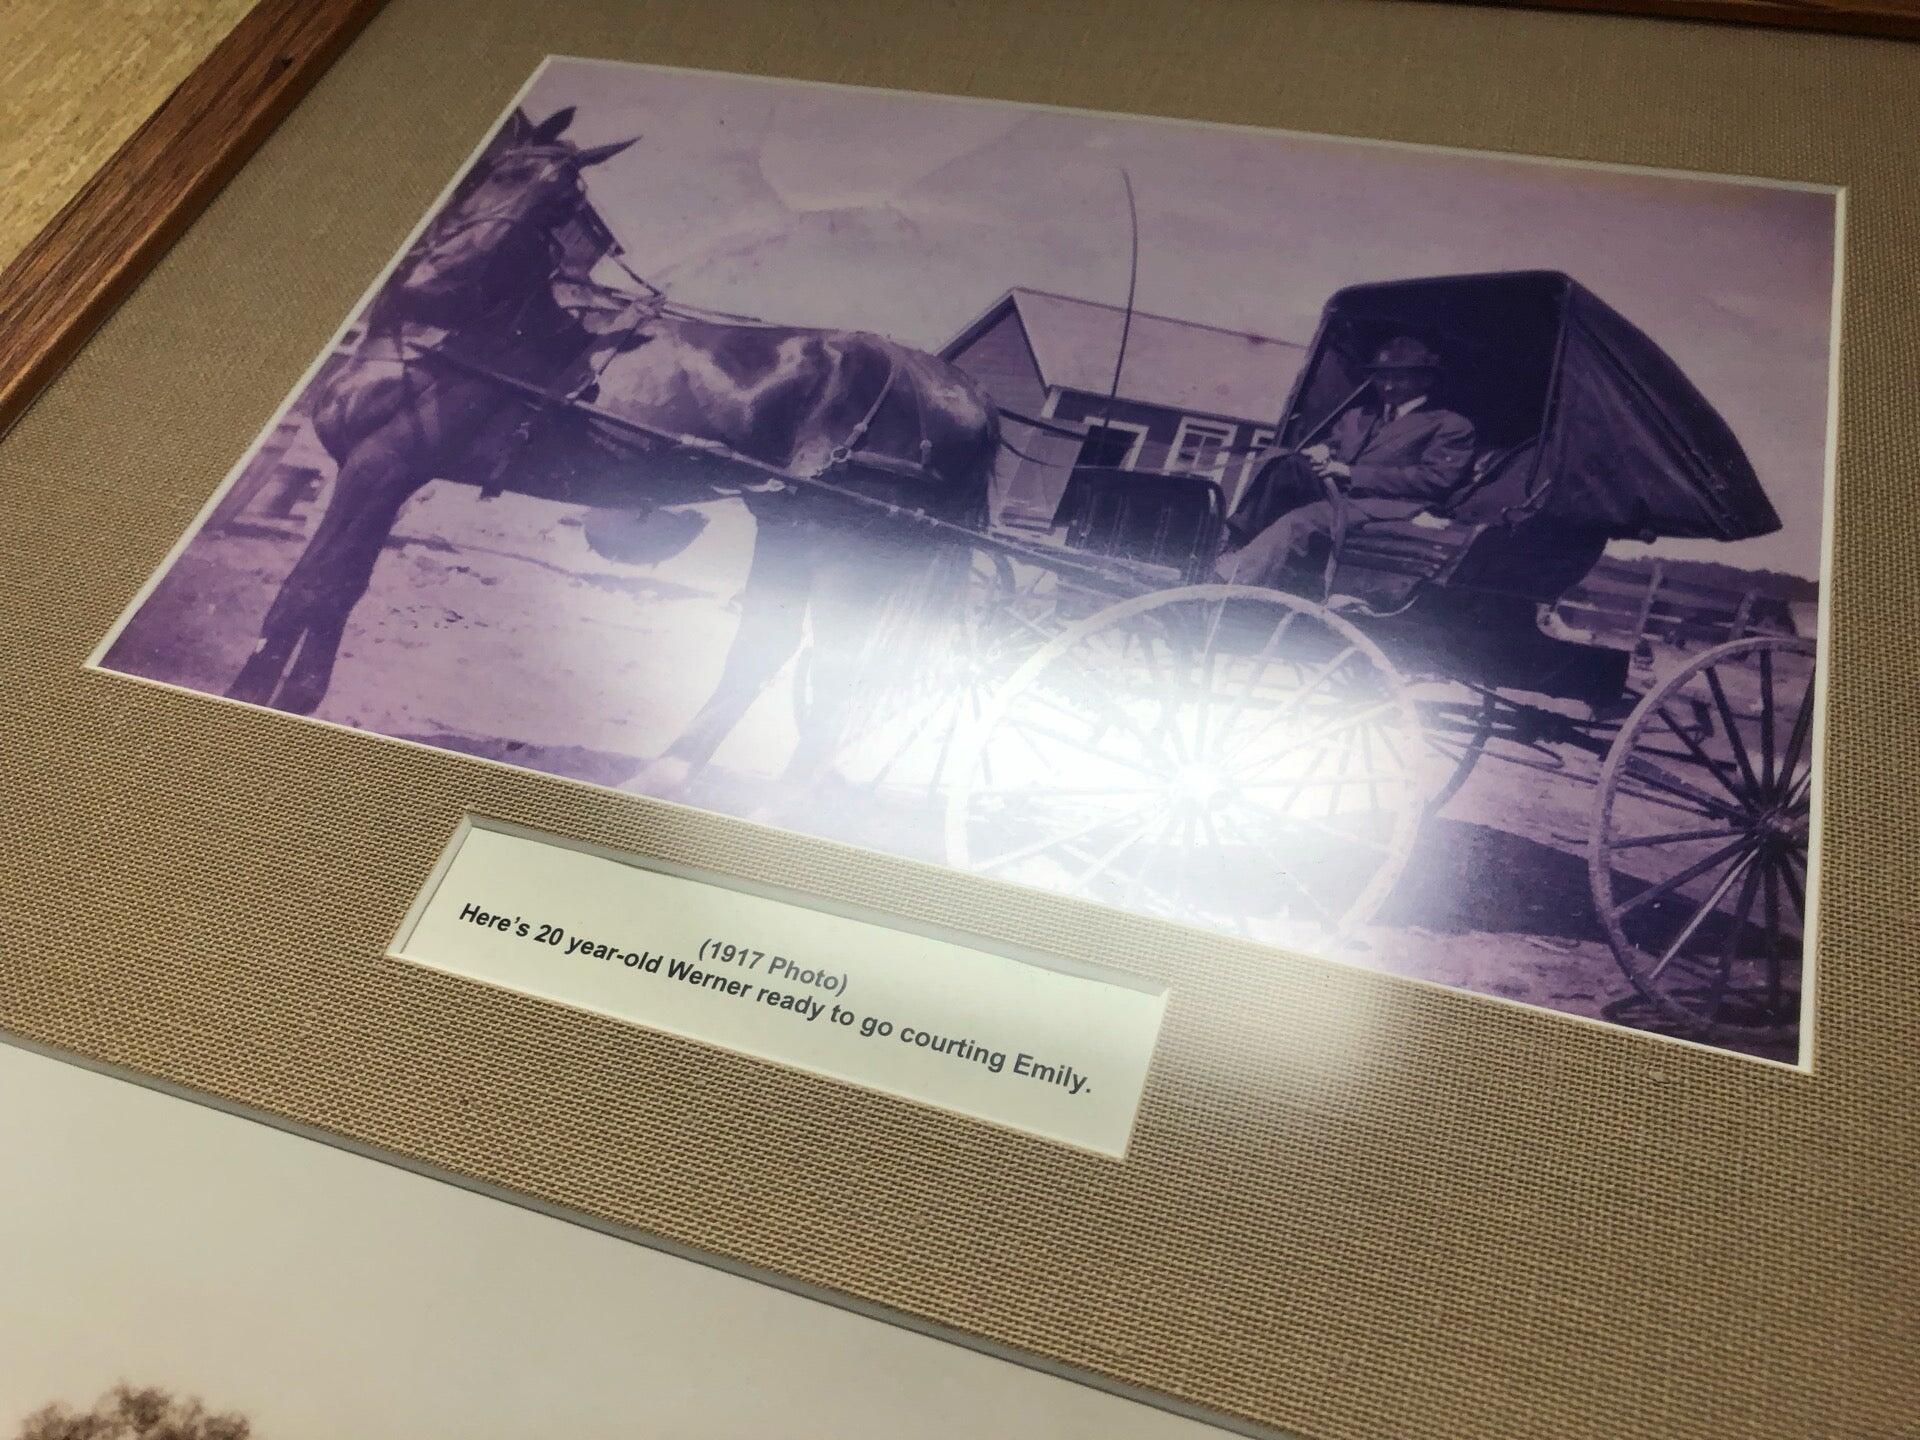 (1917 Photo)
Here's 20 year-old Werner ready to go courting Emily.